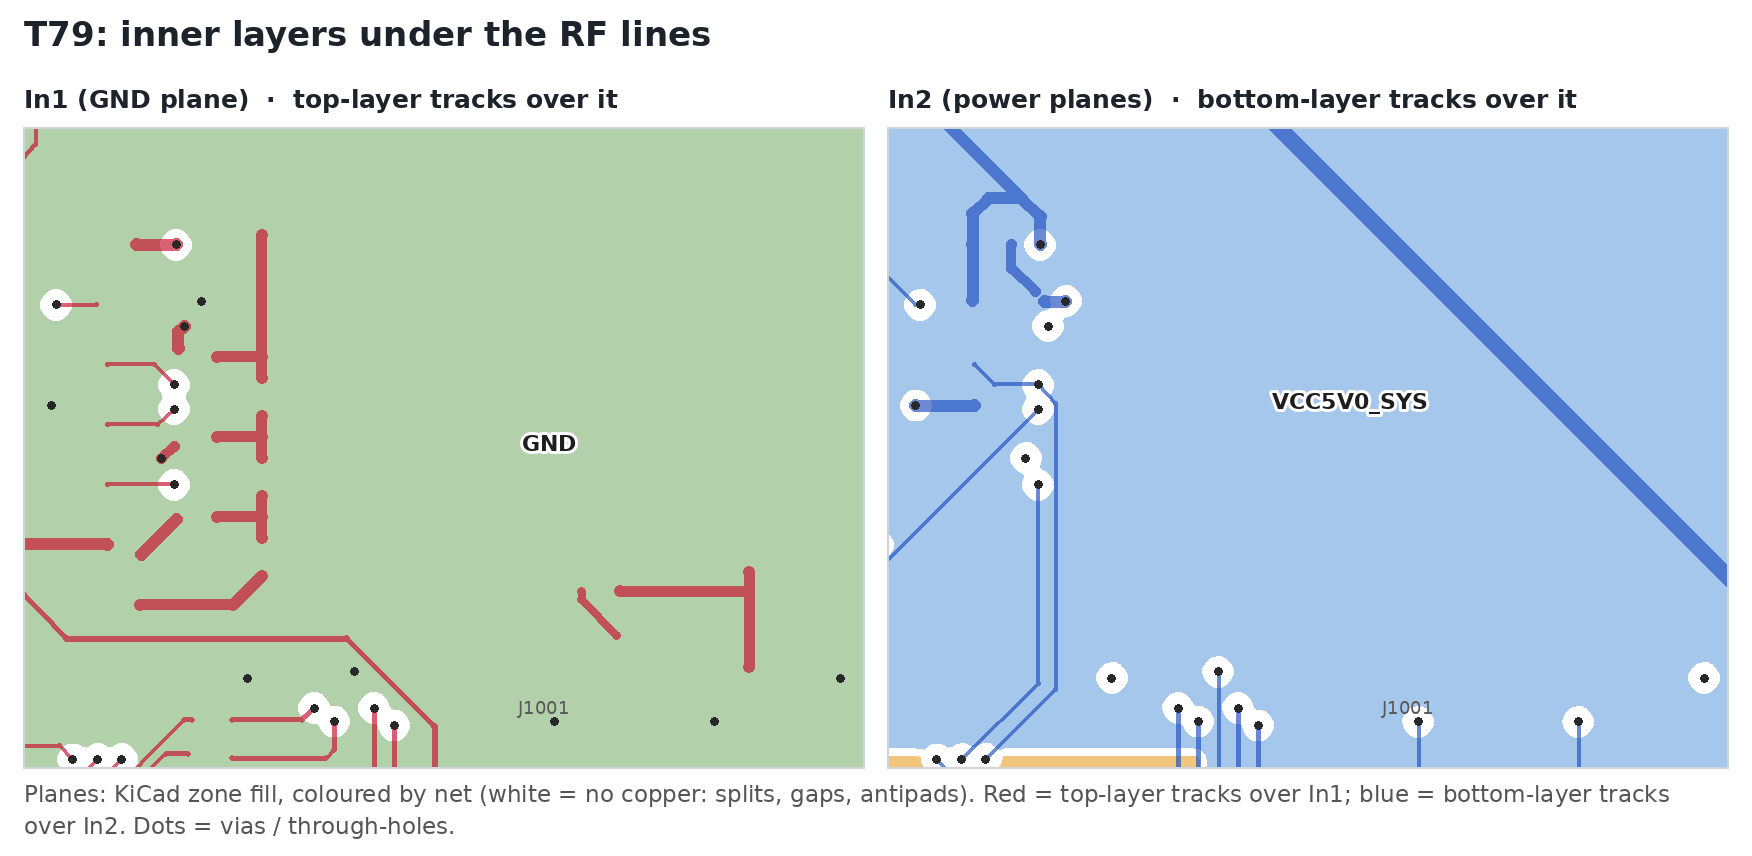 T79: inner layers under the RF lines
In1 (GND plane)  ·  top-layer tracks over it
In2 (power planes)  ·  bottom-layer tracks over it
GND
VCC5V0_SYS
J1001
J1001
Planes: KiCad zone fill, coloured by net (white = no copper: splits, gaps, antipads). Red = top-layer tracks over In1; blue = bottom-layer tracks
over In2. Dots = vias / through-holes.